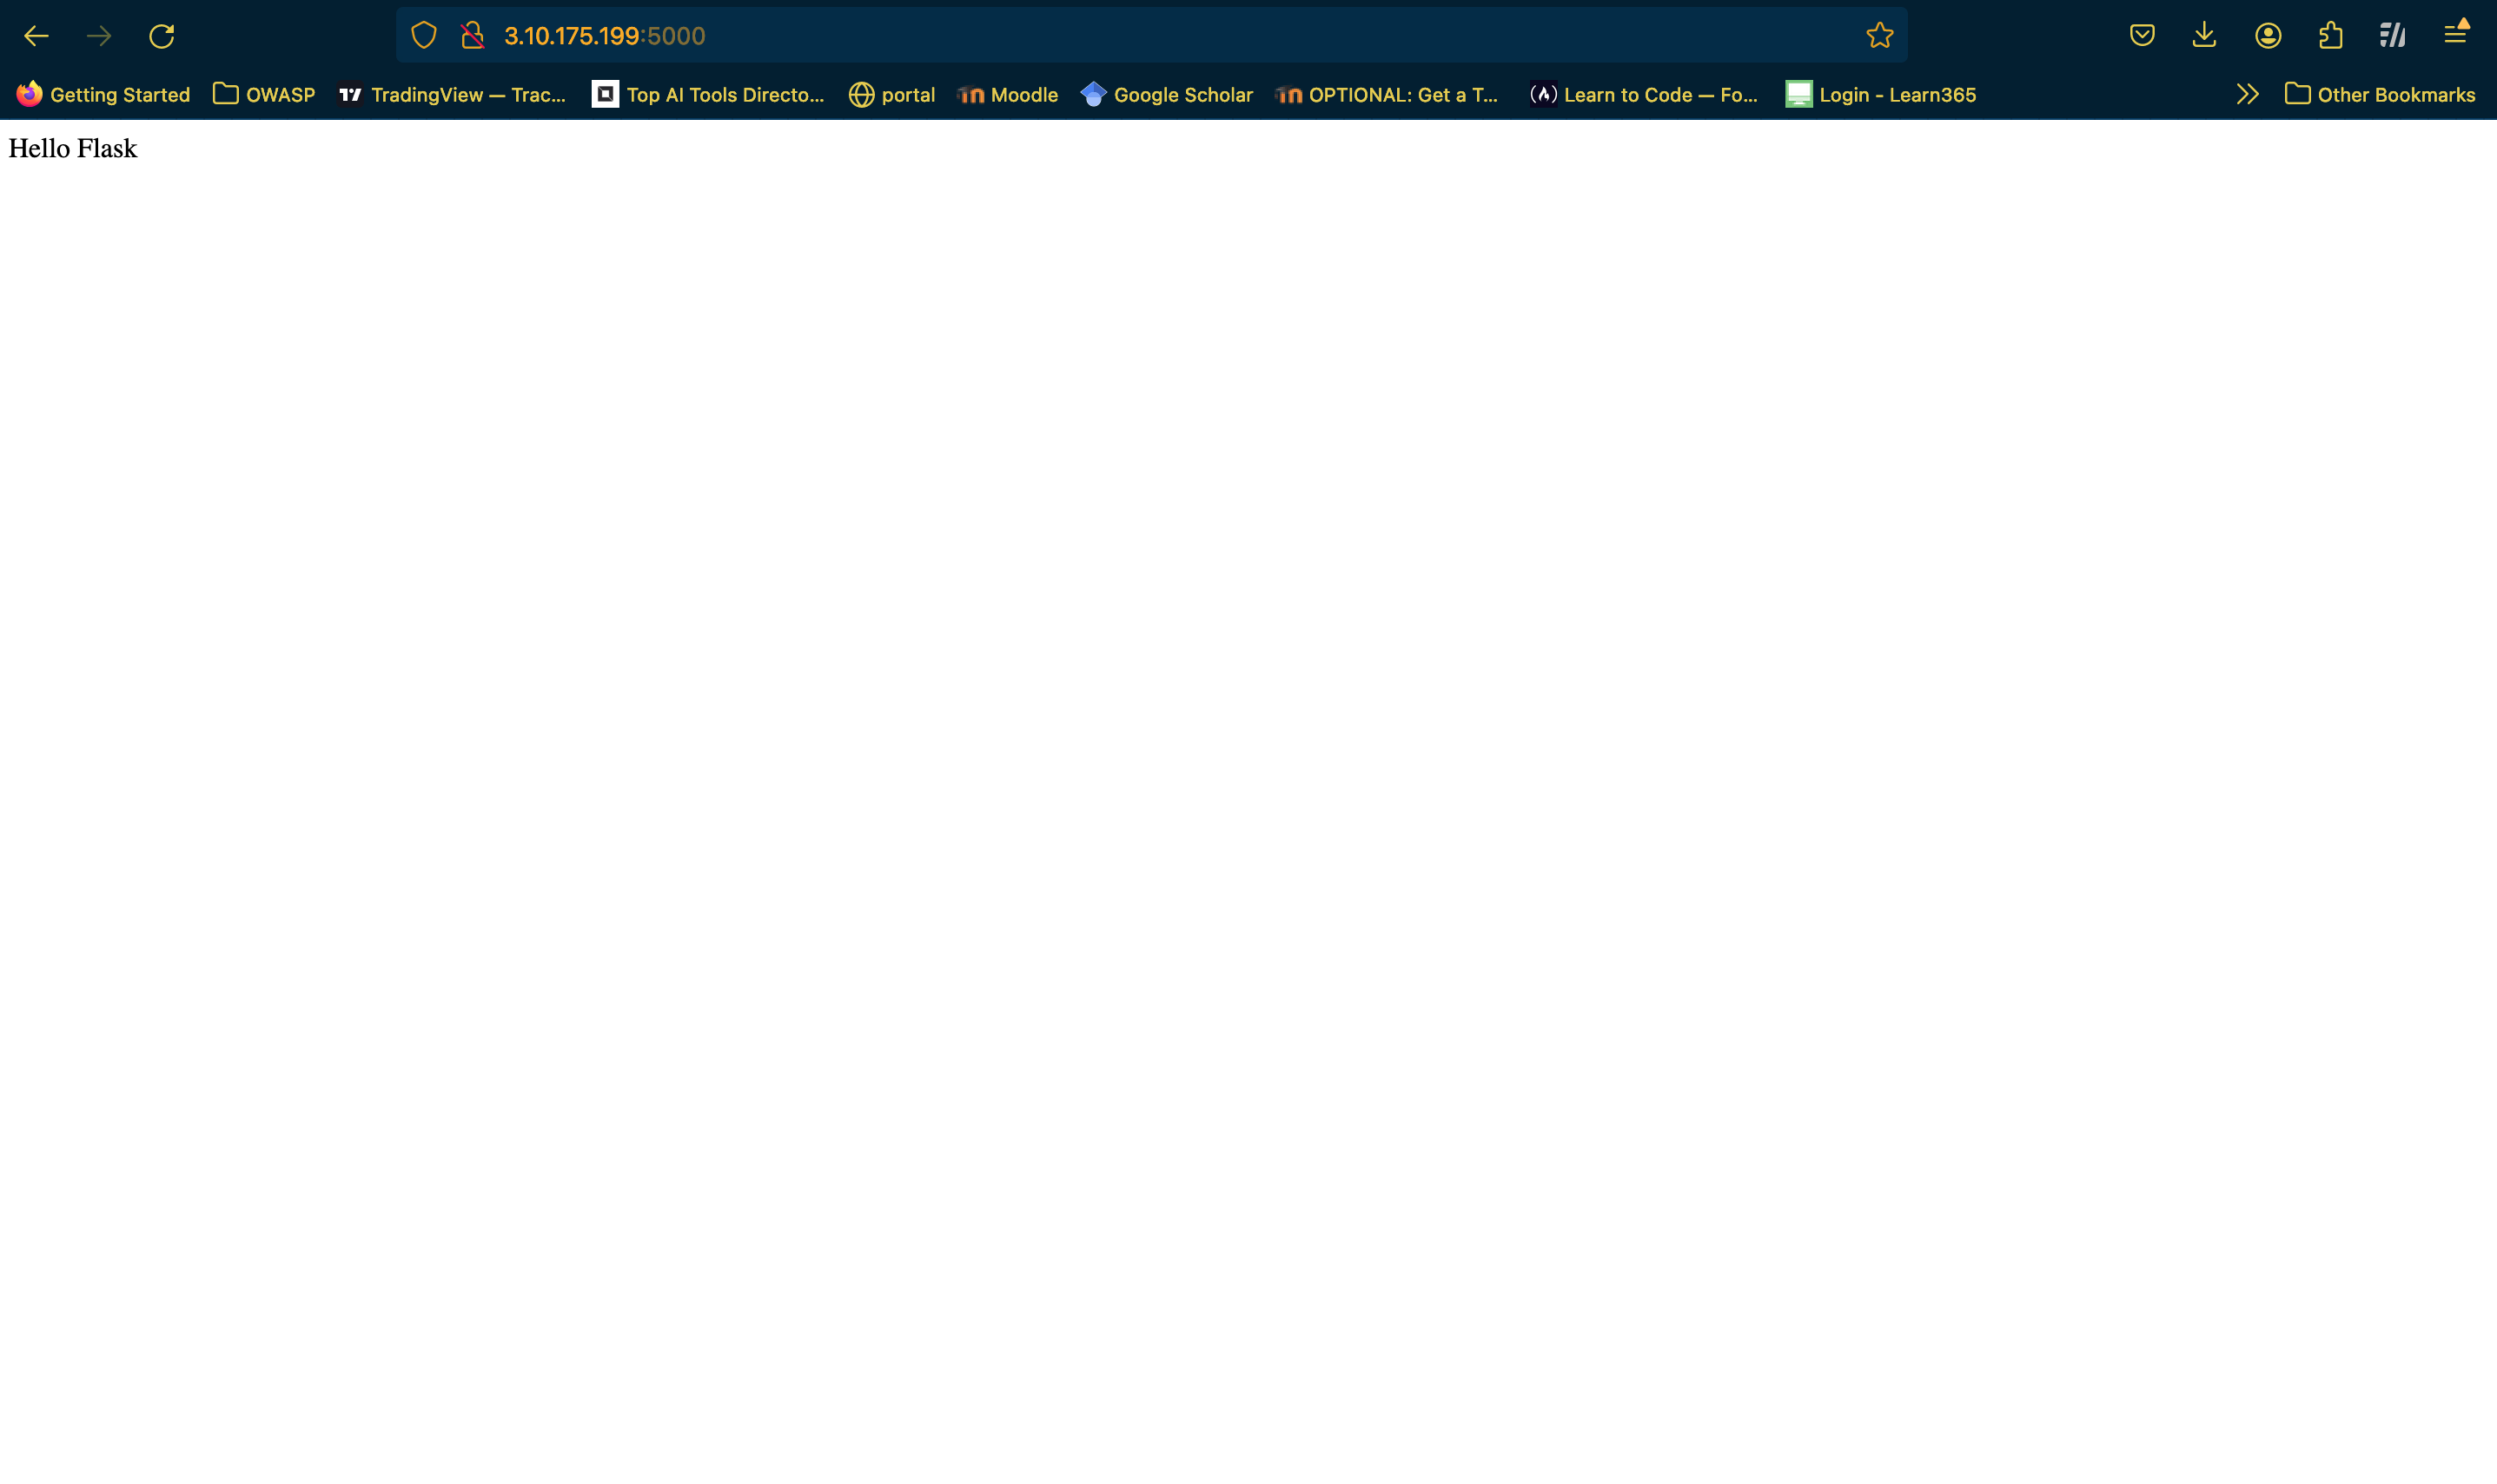 3.10.175.199:5000
Getting Started OWASP TradingView — Trac... Top AI Tools Directo... portal Moodle Google Scholar OPTIONAL: Get a T... Learn to Code — Fo... Login - Learn365 Other Bookmarks
Hello Flask